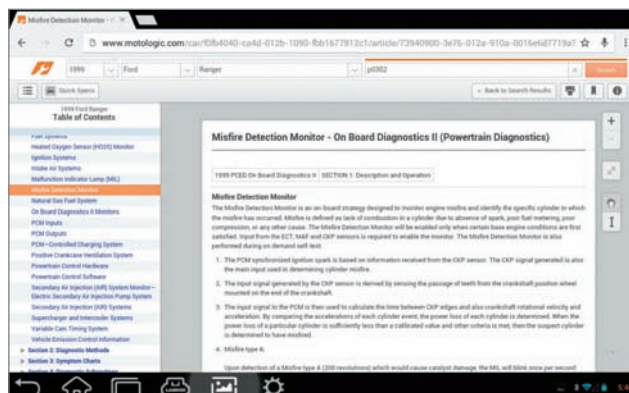 Misfire Detection Monitor - 
www.motologic.com/car/f0fb4040-ca4d-012b-1090-fbb1677812c1/article/73940900-3e76-012a-910a-0016e6d7719a?
1999
Ford
Ranger
p0302
Search
Quick Specs
Back to Search Results
1999 Ford Ranger
Table of Contents
Fuel Systems
Heated Oxygen Sensor (HO2S) Monitor
Ignition Systems
Intake Air Systems
Malfunction Indicator Lamp (MIL)
Misfire Detection Monitor
Natural Gas Fuel System
On Board Diagnostics II Monitors
PCM Inputs
PCM Outputs
PCM-Controlled Charging System
Positive Crankcase Ventilation System
Powertrain Control Hardware
Powertrain Control Software
Secondary Air Injection (AIR) System Monitor—
Electric Secondary Air Injection Pump System
Secondary Air Injection (AIR) Systems
Supercharger and Intercooler Systems
Variable Cam Timing System
Vehicle Emission Control Information
Section 2: Diagnostic Methods
Section 3: Symptom Charts
Misfire Detection Monitor - On Board Diagnostics II (Powertrain Diagnostics)
1999 PCED On Board Diagnostics II SECTION 1: Description and Operation
Misfire Detection Monitor
The Misfire Detection Monitor is an on-board strategy designed to monitor engine misfire and identify the specific cylinder in which
the misfire has occurred. Misfire is defined as lack of combustion in a cylinder due to absence of spark, poor fuel metering, poor
compression, or any other cause. The Misfire Detection Monitor will be enabled only when certain base engine conditions are first
satisfied. Input from the ECT, MAF and CKP sensors is required to enable the monitor. The Misfire Detection Monitor is also
performed during on demand self-test.
1. The PCM synchronized ignition spark is based on information received from the CKP sensor. The CKP signal generated is also
the main input used in determining cylinder misfire.
2. The input signal generated by the CKP sensor is derived by sensing the passage of teeth from the crankshaft position wheel
mounted on the end of the crankshaft.
3. The input signal to the PCM is then used to calculate the time between CKP edges and also crankshaft rotational velocity and
acceleration. By comparing the accelerations of each cylinder event, the power loss of each cylinder is determined. When the
power loss of a particular cylinder is sufficiently less than a calibrated value and other criteria is met, then the suspect cylinder
is determined to have misfired.
4. Misfire type A:
Upon detection of a Misfire type A (200 revolutions) which would cause catalyst damage, the MIL will blink once per second